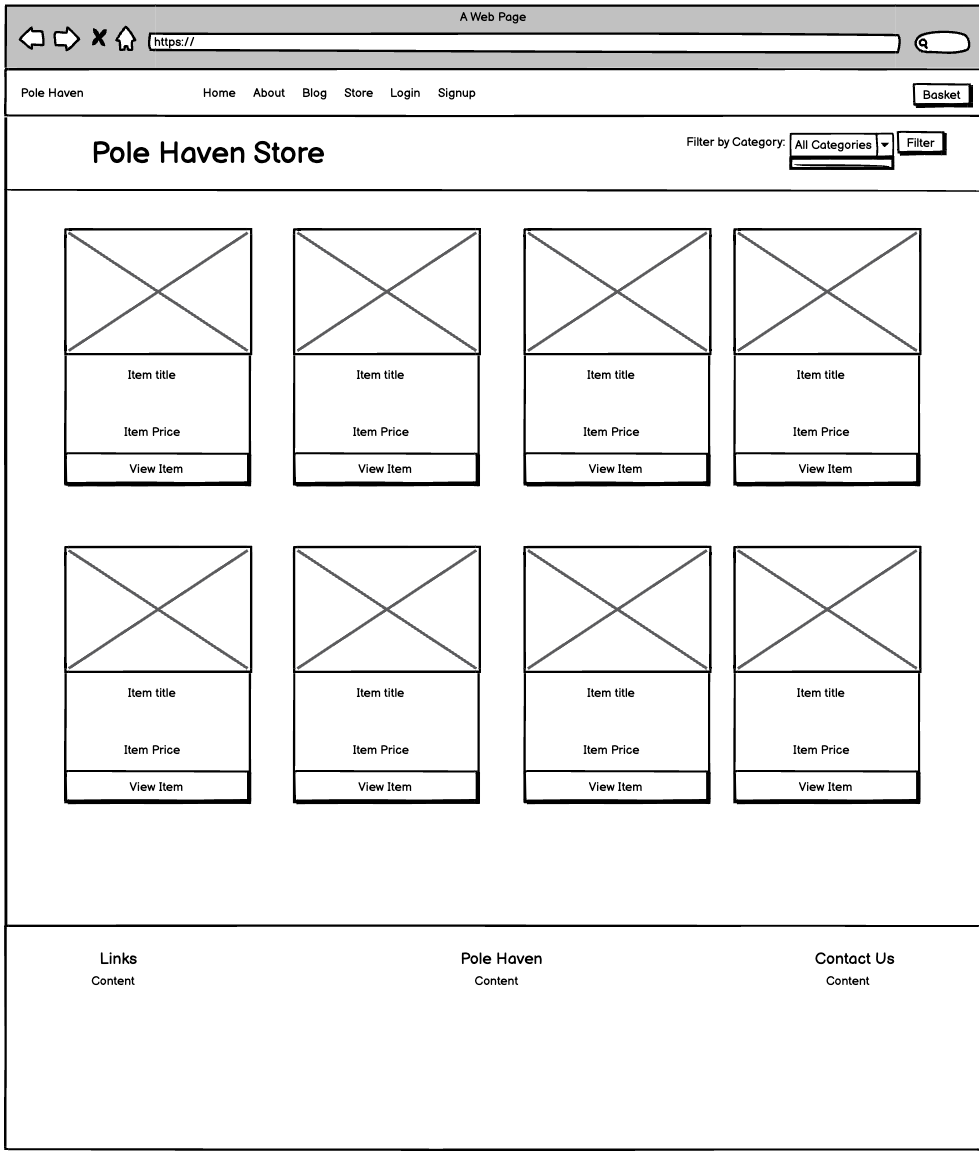 A Web Page
https://
Pole Haven Home About Blog Store Login Signup Basket
Pole Haven Store Filter by Category: All Categories Filter
Item title Item title Item title Item title
Item Price Item Price Item Price Item Price
View Item View Item View Item View Item
Item title Item title Item title Item title
Item Price Item Price Item Price Item Price
View Item View Item View Item View Item
Links Pole Haven Contact Us
Content Content Content